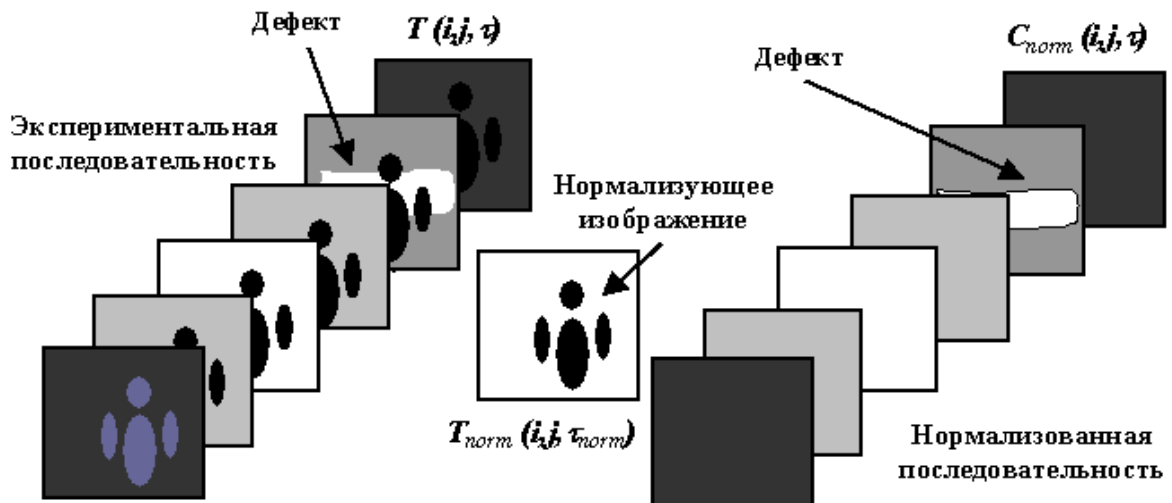 Дефект
T (i,j, τ)
C_norm (i,j, τ)
Дефект
Экспериментальная
последовательность
Нормализующее
изображение
T_norm (i,j, τ_norm)
Нормализованная
последовательность